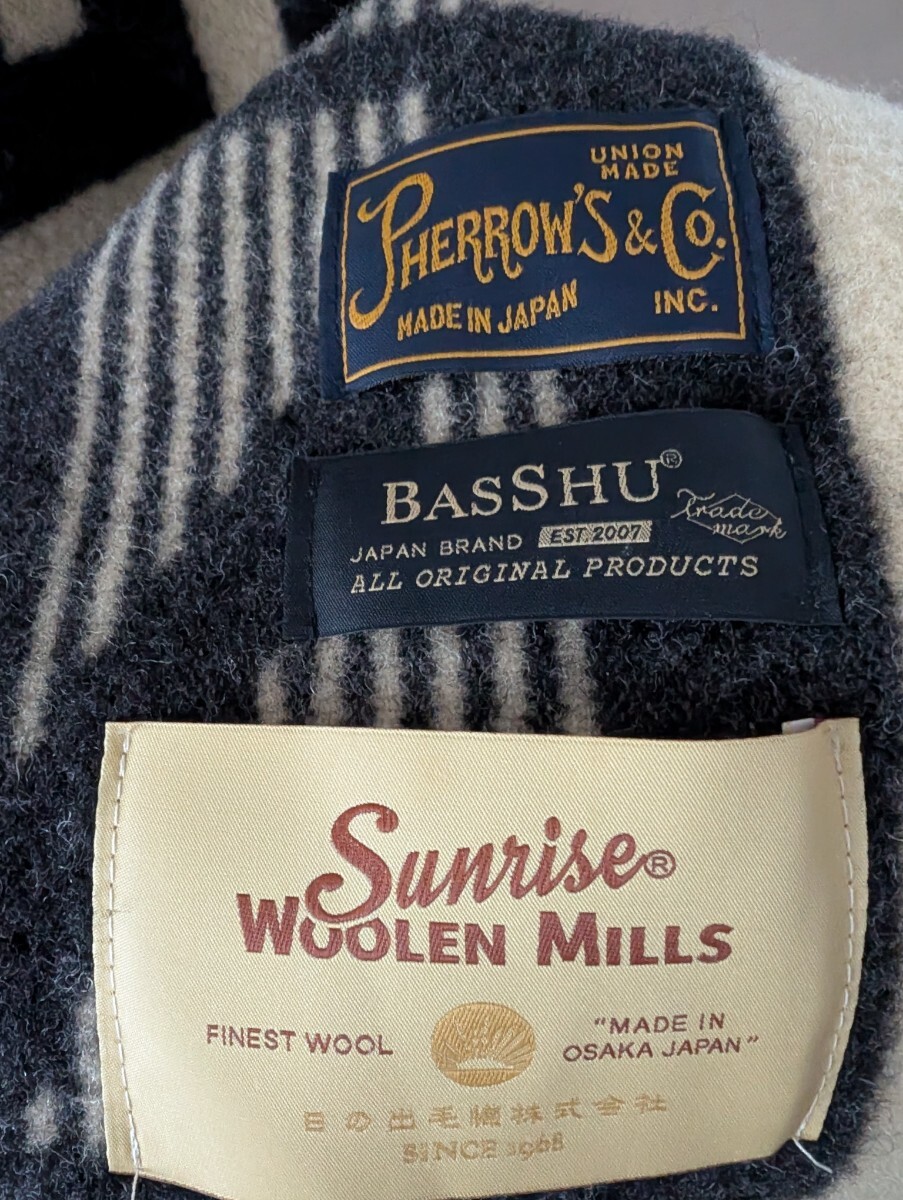 UNION
MADE
PHERROW'S & CO.
MADE IN JAPAN
INC.
BASSHU®
JAPAN BRAND EST.2007
Trade
mark
ALL ORIGINAL PRODUCTS
Sunrise®
WOOLEN MILLS
FINEST WOOL
"MADE IN
OSAKA JAPAN"
日の出毛織株式会社
SINCE 1968